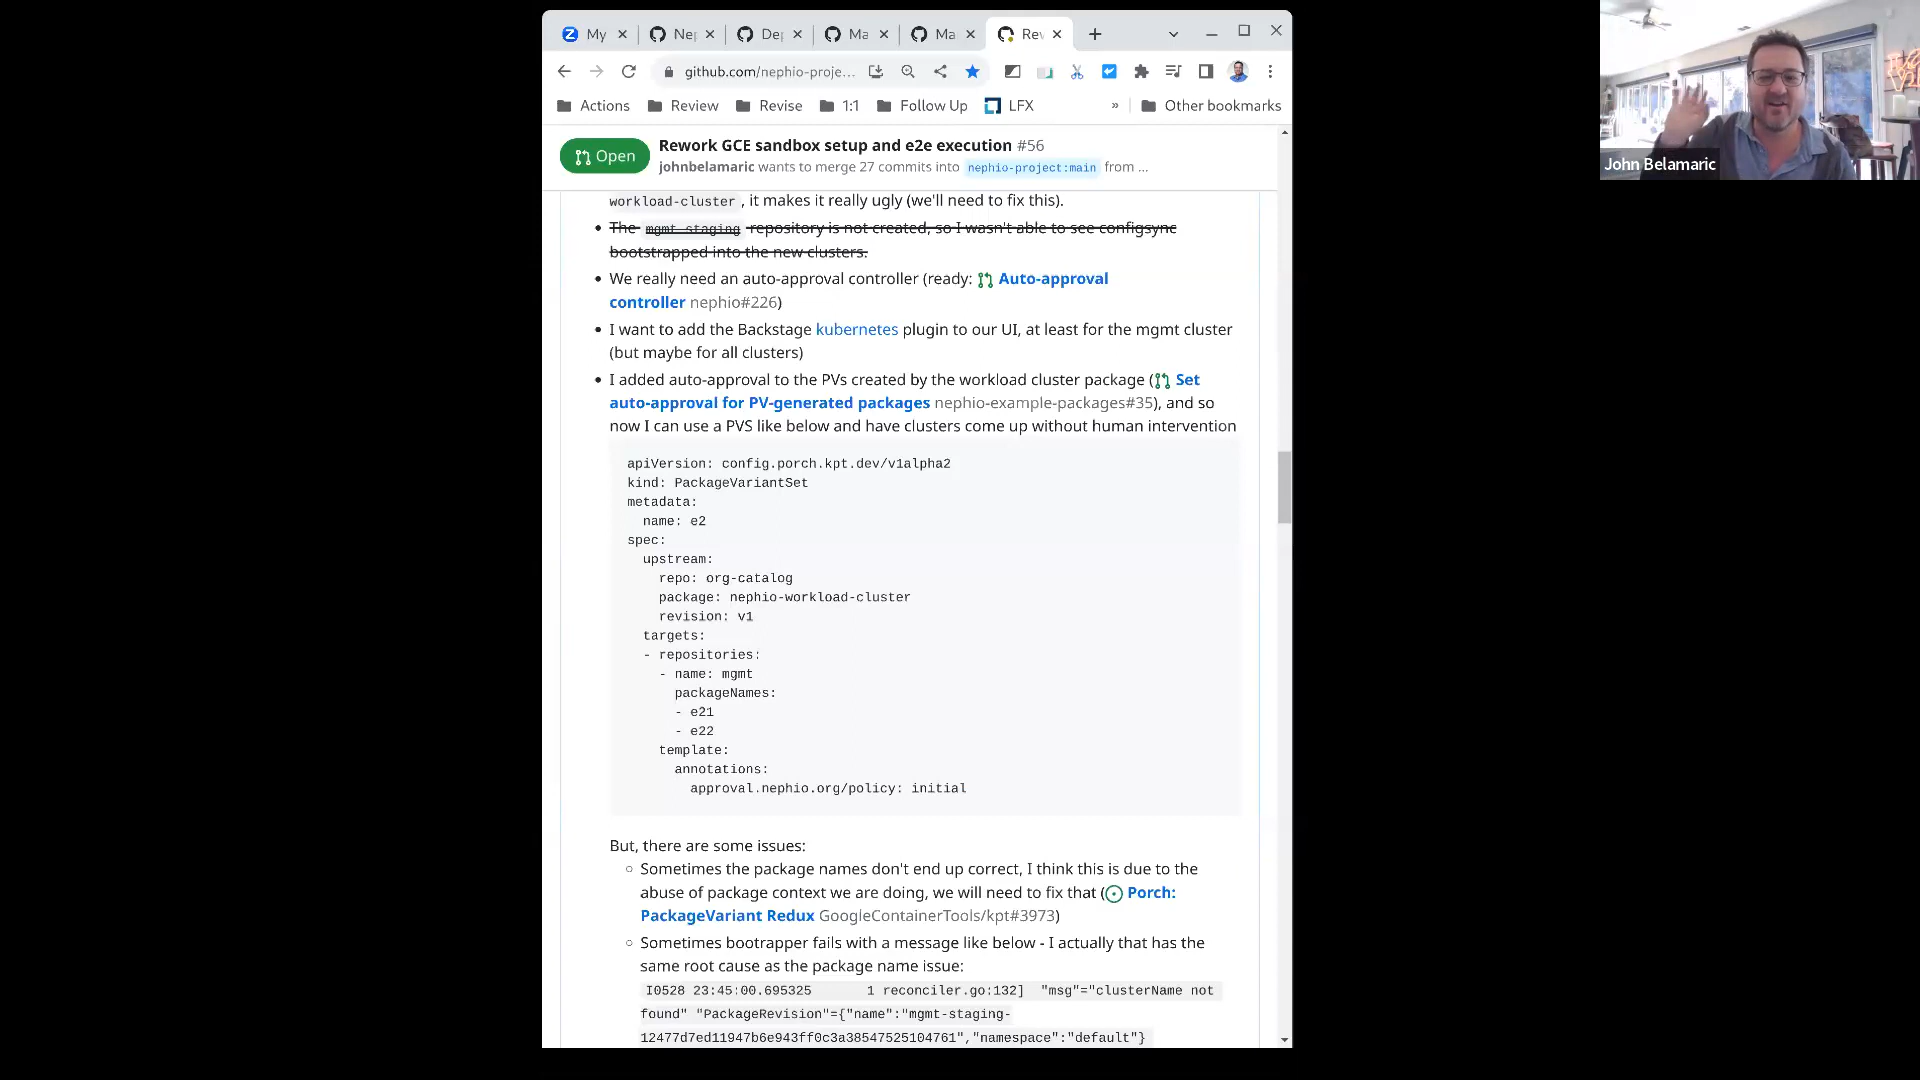 My
Nep
De
Ma
Ma
Rev
github.com/nephio-proje...
Actions
Review
Revise
1:1
Follow Up
LFX
»
Other bookmarks
Open
Rework GCE sandbox setup and e2e execution #56
johnbelamaric wants to merge 27 commits into nephio-project:main from ...
workload-cluster , it makes it really ugly (we'll need to fix this).
The mgmt-staging repository is not created, so I wasn't able to see configsync
bootstrapped into the new clusters.
We really need an auto-approval controller (ready: Auto-approval
controller nephio#226)
I want to add the Backstage kubernetes plugin to our UI, at least for the mgmt cluster
(but maybe for all clusters)
I added auto-approval to the PVs created by the workload cluster package ( Set
auto-approval for PV-generated packages nephio-example-packages#35), and so
now I can use a PVS like below and have clusters come up without human intervention
apiVersion: config.porch.kpt.dev/v1alpha2
kind: PackageVariantSet
metadata:
name: e2
spec:
upstream:
repo: org-catalog
package: nephio-workload-cluster
revision: v1
targets:
- repositories:
- name: mgmt
packageNames:
- e21
- e22
template:
annotations:
approval.nephio.org/policy: initial
But, there are some issues:
Sometimes the package names don't end up correct, I think this is due to the
abuse of package context we are doing, we will need to fix that ( Porch:
PackageVariant Redux GoogleContainerTools/kpt#3973)
Sometimes bootrapper fails with a message like below - I actually that has the
same root cause as the package name issue:
I0528 23:45:00.695325 1 reconciler.go:132] "msg"="clusterName not
found" "PackageRevision"={"name":"mgmt-staging-
12477d7ed11947b6e943ff0c3a38547525104761","namespace":"default"}
John Belamaric